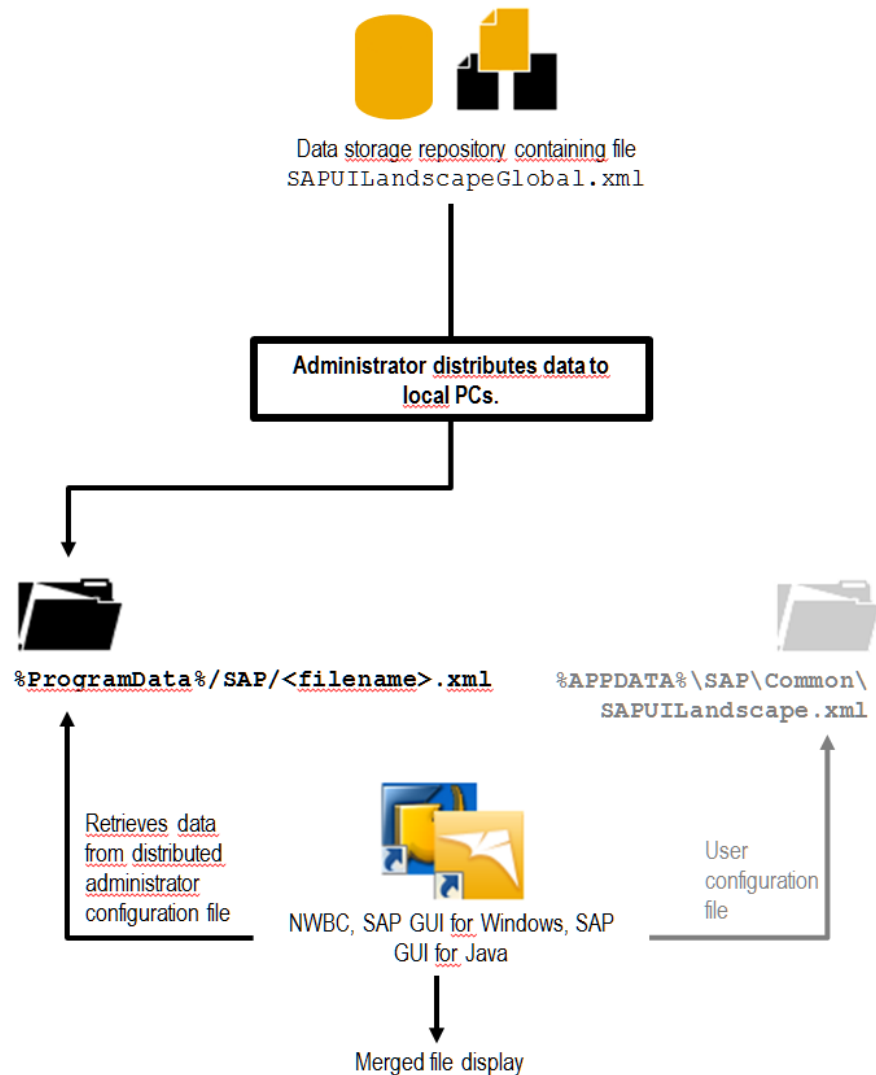 Data storage repository containing file
SAPUILandscapeGlobal.xml
Administrator distributes data to
local PCs.
%ProgramData%/SAP/<filename>.xml
%APPDATA%\SAP\Common\
SAPUILandscape.xml
Retrieves data
from distributed
administrator
configuration file
User
configuration
file
NWBC, SAP GUI for Windows, SAP
GUI for Java
Merged file display